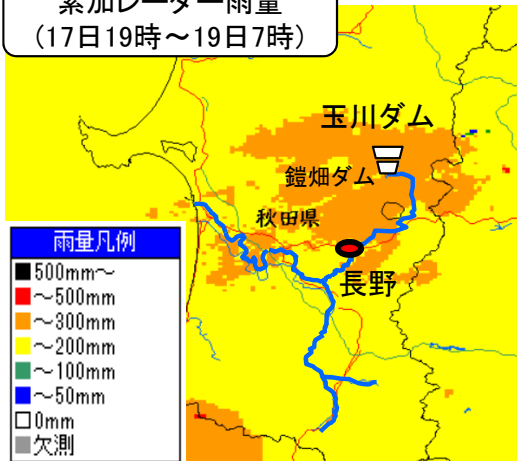 累加レーダー雨量
(17日19時～19日7時)
玉川ダム
鎧畑ダム
秋田県
長野
雨量凡例
500mm～
～500mm
～300mm
～200mm
～100mm
～50mm
0mm
欠測